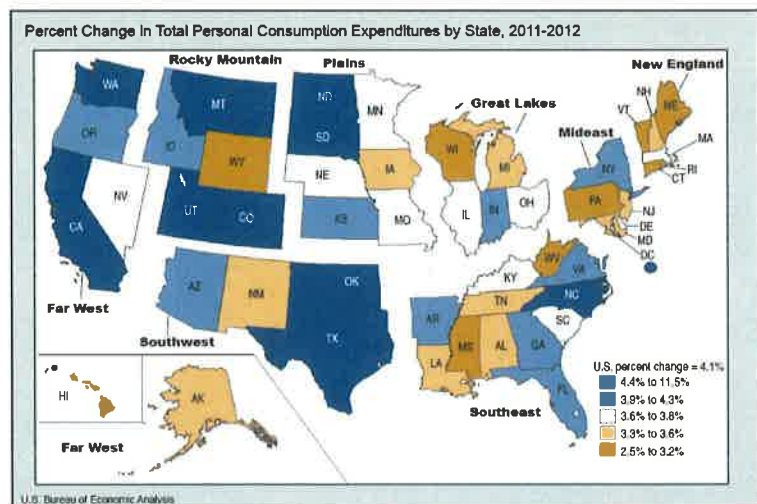 Percent Change in Total Personal Consumption Expenditures by State, 2011-2012
Rocky Mountain
Plains
New England
Great Lakes
Mideast
WA
MT
ND
MN
NH
ME
VT
OR
ID
SD
WI
MI
NY
MA
WY
NE
IA
PA
RI
CT
NV
UT
CO
KS
MO
IL
IN
OH
NJ
DE
MD
DC
CA
WV
VA
KY
NC
AZ
NM
OK
TN
SC
AR
TX
MS
AL
GA
LA
FL
Far West
Southwest
Southeast
HI
AK
Far West
U.S. percent change = 4.1%
4.4% to 11.5%
3.9% to 4.3%
3.6% to 3.8%
3.3% to 3.6%
2.5% to 3.2%
U.S. Bureau of Economic Analysis